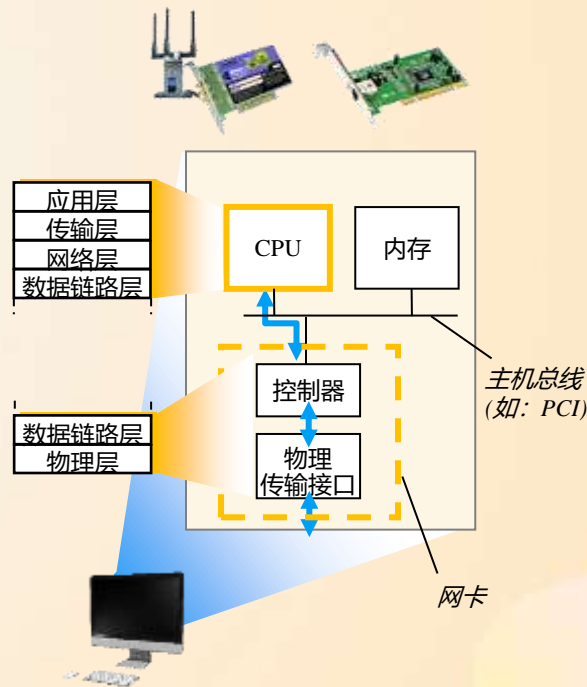 应用层
传输层
网络层
数据链路层
CPU
内存
主机总线
(如：PCI)
控制器
数据链路层
物理层
物理
传输接口
网卡